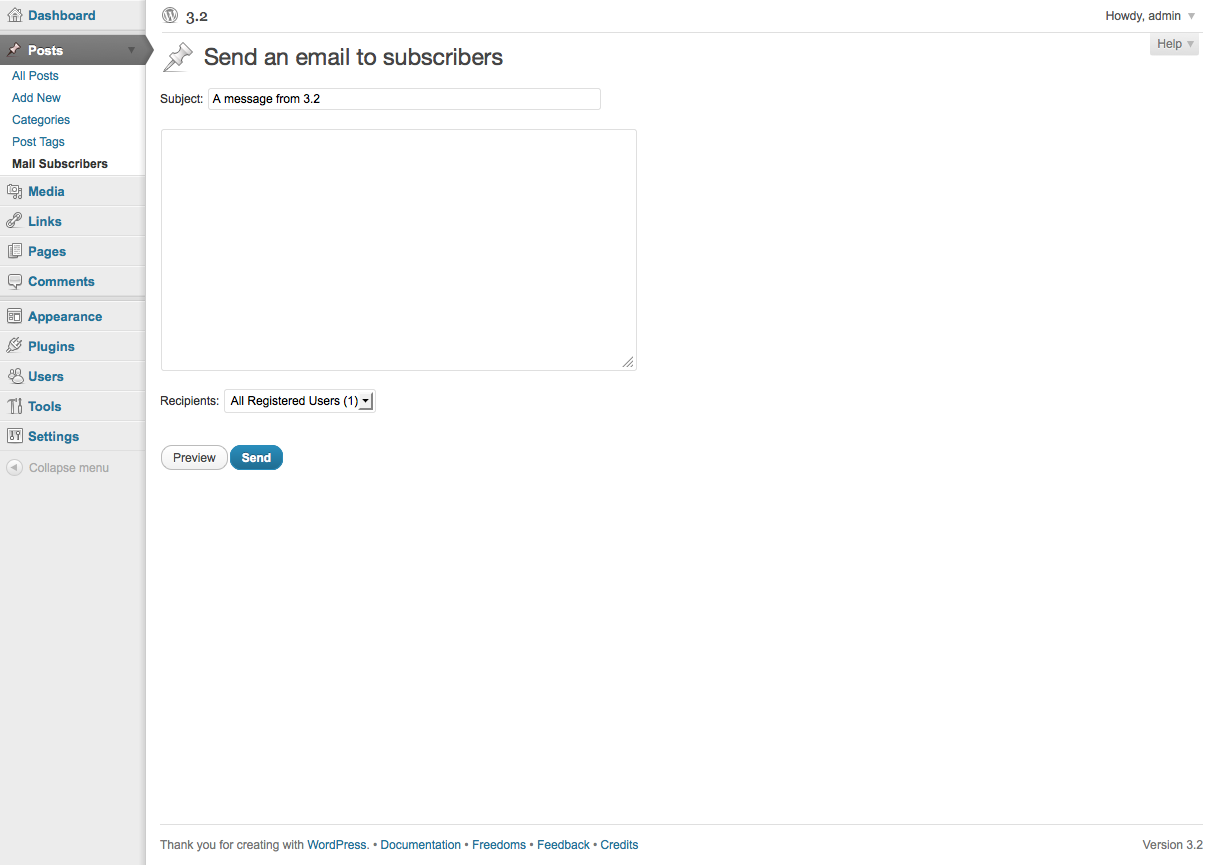 Dashboard
Posts
All Posts
Add New
Categories
Post Tags
Mail Subscribers
Media
Links
Pages
Comments
Appearance
Plugins
Users
Tools
Settings
Collapse menu
3.2
Howdy, admin
Help
Send an email to subscribers
Subject: A message from 3.2
Recipients: All Registered Users (1)
Preview Send
Thank you for creating with WordPress. • Documentation • Freedoms • Feedback • Credits
Version 3.2